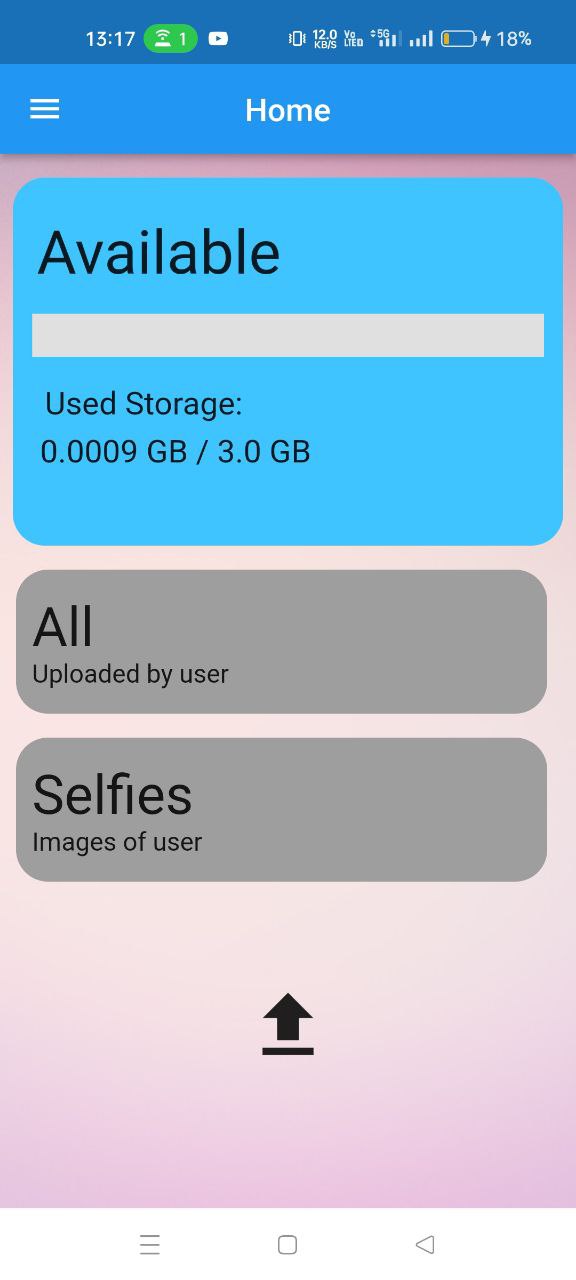 13:17 1 12.0 KB/S Vo LTED 5G 18%
Home
Available
Used Storage:
0.0009 GB / 3.0 GB
All
Uploaded by user
Selfies
Images of user